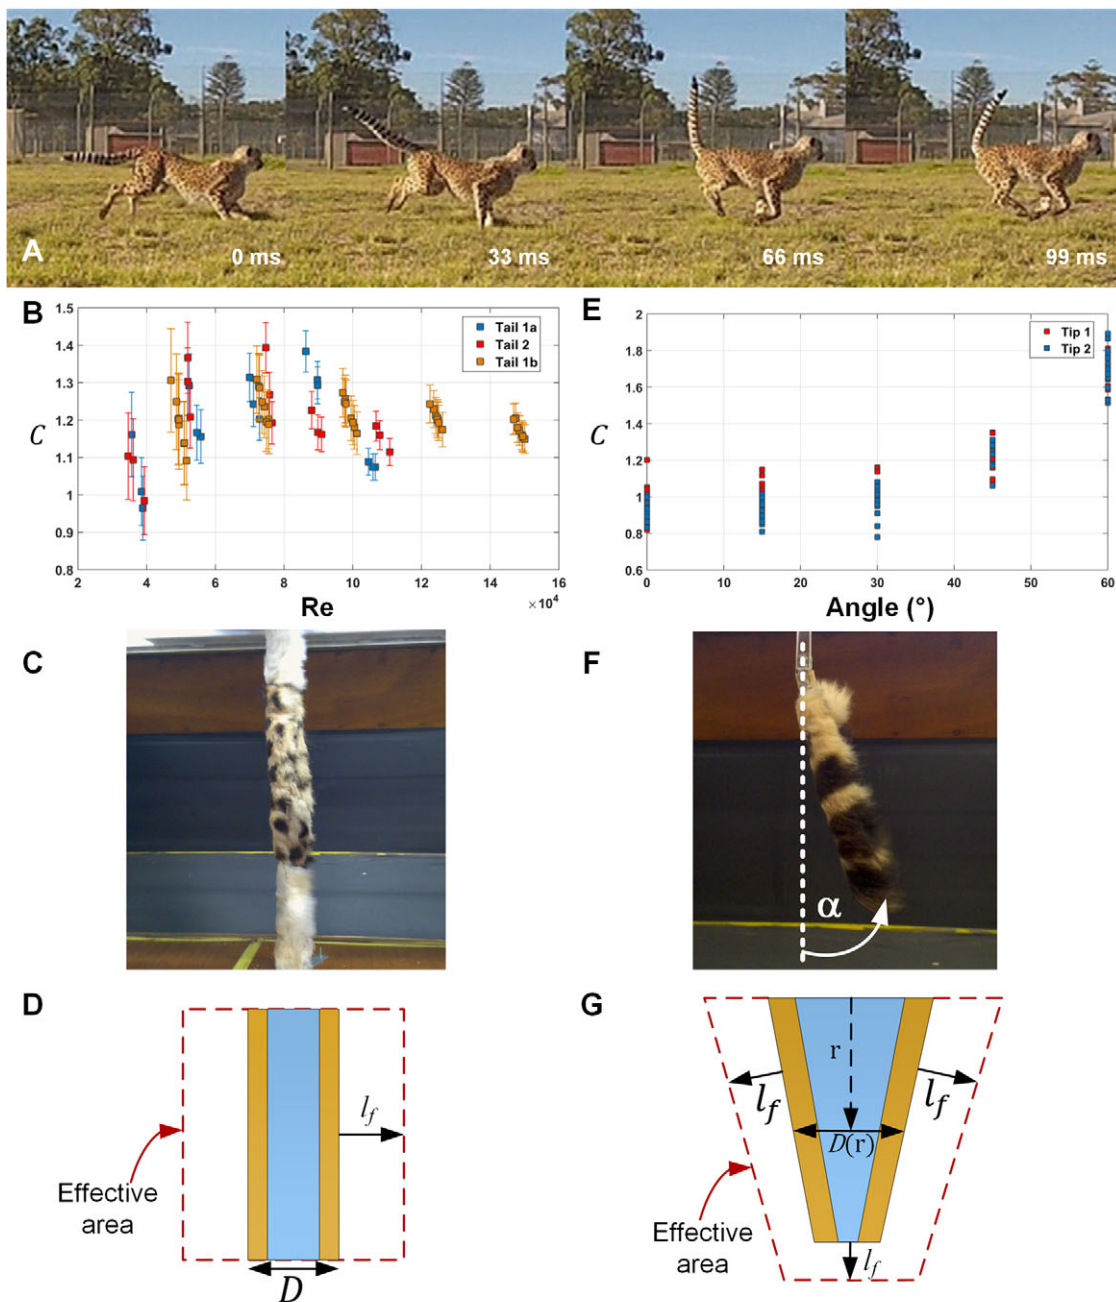 A
0 ms
33 ms
66 ms
99 ms
B
1.5
1.4
1.3
1.2
1.1
1
0.9
0.8
C
2
4
6
8
10
12
14
16
×10⁴
Re
Tail 1a
Tail 2
Tail 1b
E
2
1.8
1.6
1.4
1.2
1
0.8
0.6
C
0
10
20
30
40
50
60
Angle (°)
Tip 1
Tip 2
C
F
α
D
l_f
Effective
area
D
G
r
l_f
l_f
D(r)
Effective
area
l_f